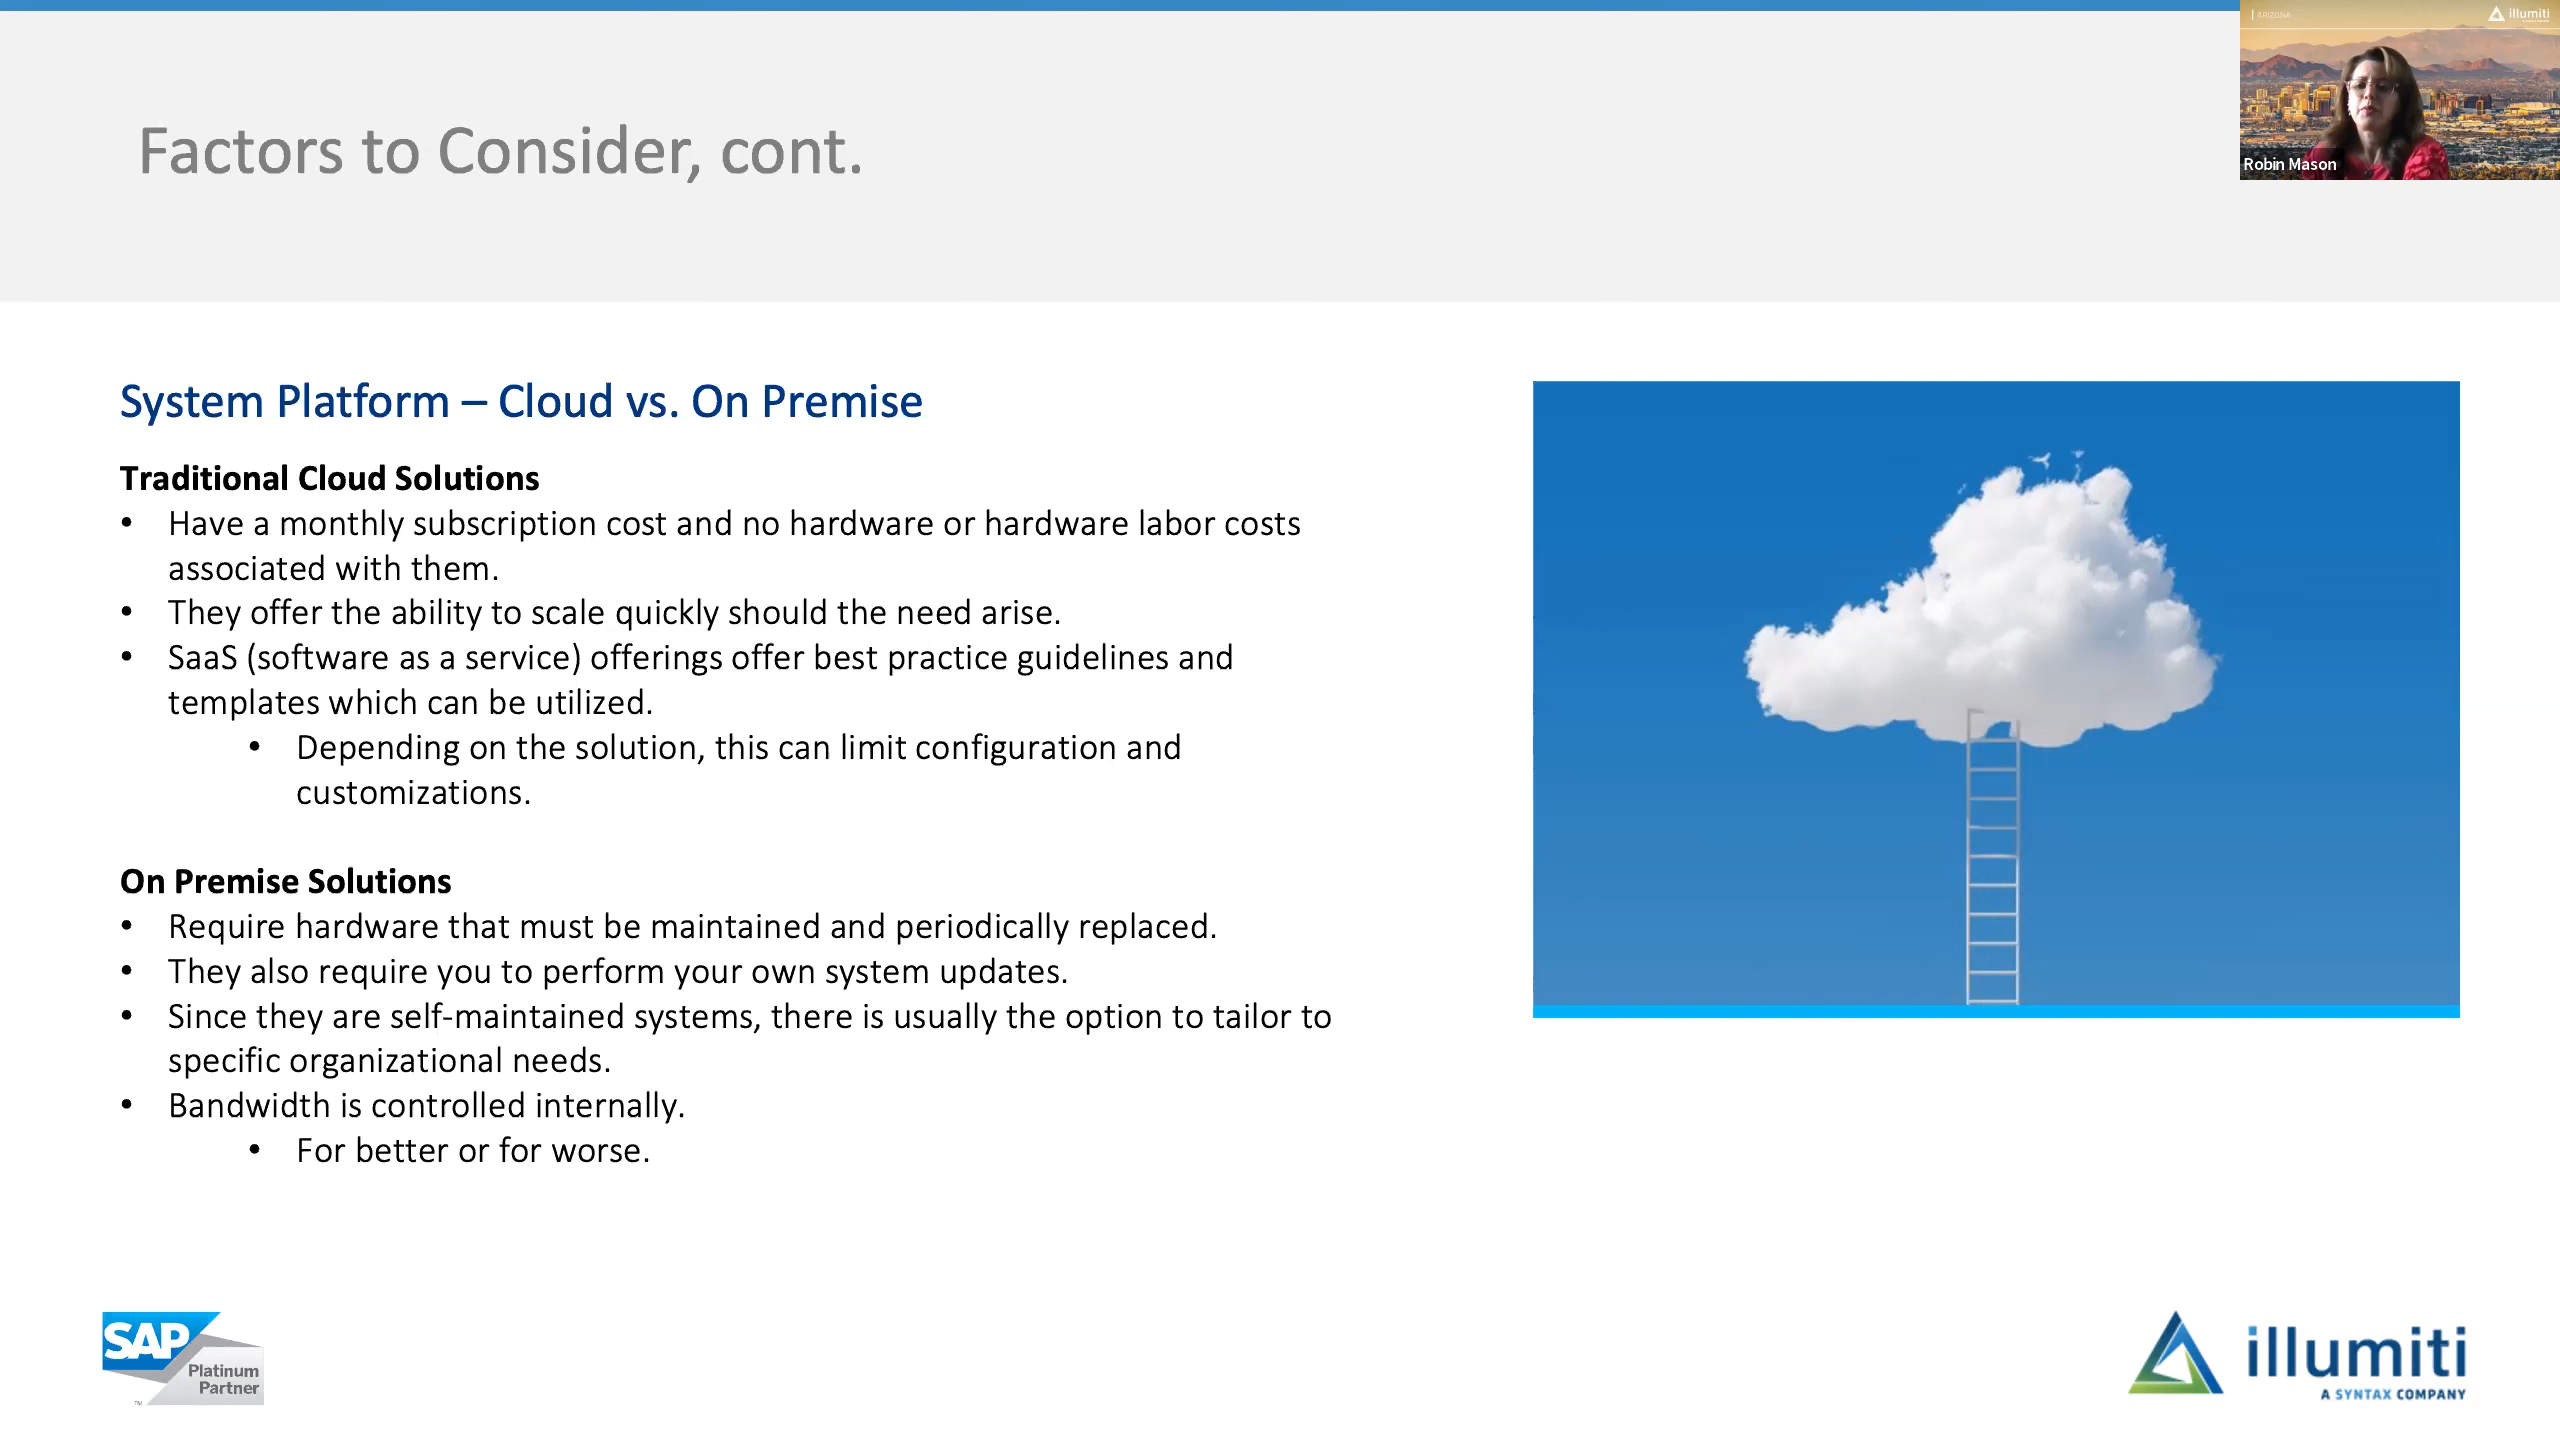 | ARIZONA
illumiti
Robin Mason
Factors to Consider, cont.
System Platform – Cloud vs. On Premise
Traditional Cloud Solutions
• Have a monthly subscription cost and no hardware or hardware labor costs
associated with them.
• They offer the ability to scale quickly should the need arise.
• SaaS (software as a service) offerings offer best practice guidelines and
templates which can be utilized.
• Depending on the solution, this can limit configuration and
customizations.
On Premise Solutions
• Require hardware that must be maintained and periodically replaced.
• They also require you to perform your own system updates.
• Since they are self-maintained systems, there is usually the option to tailor to
specific organizational needs.
• Bandwidth is controlled internally.
• For better or for worse.
SAP
Platinum
Partner
™
illumiti
A SYNTAX COMPANY